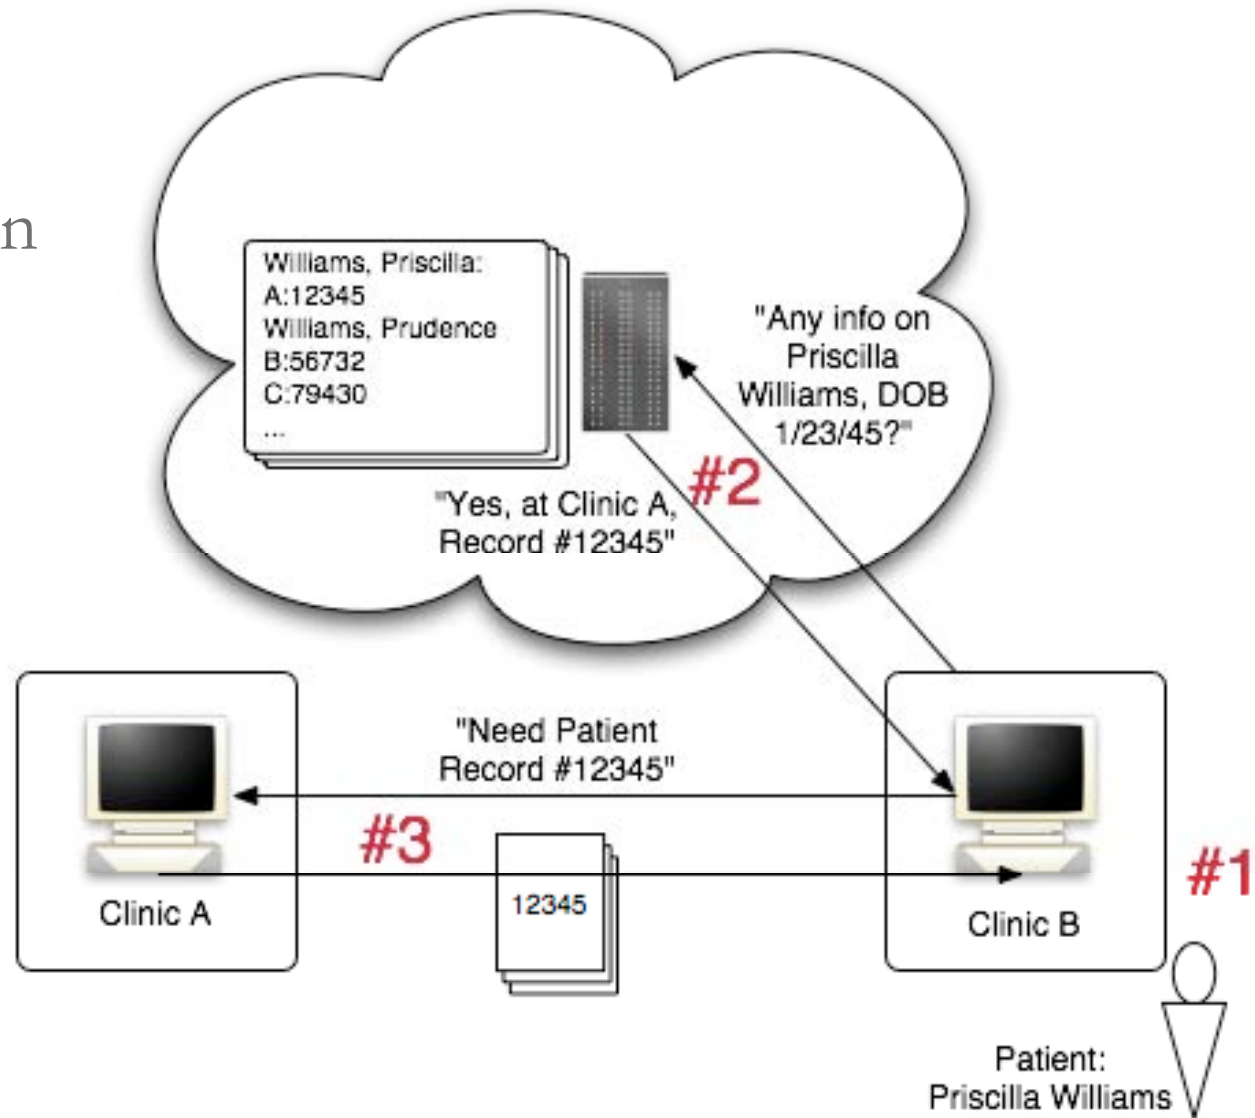 n
Williams, Priscilla:
A:12345
Williams, Prudence
B:56732
C:79430
...
"Any info on
Priscilla
Williams, DOB
1/23/45?"
#2
"Yes, at Clinic A,
Record #12345"
"Need Patient
Record #12345"
#3
12345
Clinic A
#1
Clinic B
Patient:
Priscilla Williams